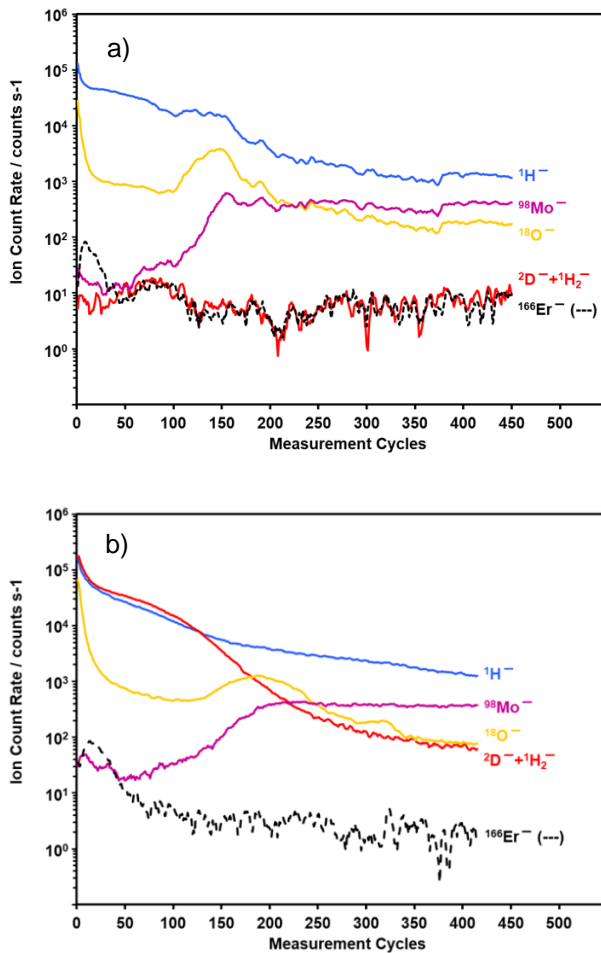 a)
Ion Count Rate / counts s-1
10⁶
10⁵
10⁴
10³
10²
10¹
10⁰
¹H⁻
⁹⁸Mo⁻
¹⁸O⁻
²D⁻+¹H₂⁻
¹⁶⁶Er⁻ (---)
0 50 100 150 200 250 300 350 400 450 500
Measurement Cycles
b)
Ion Count Rate / counts s-1
10⁶
10⁵
10⁴
10³
10²
10¹
10⁰
¹H⁻
⁹⁸Mo⁻
¹⁸O⁻
²D⁻+¹H₂⁻
¹⁶⁶Er⁻ (---)
0 50 100 150 200 250 300 350 400 450 500
Measurement Cycles